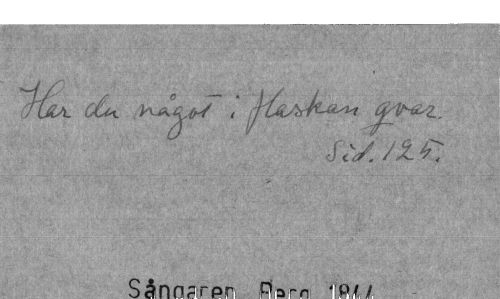 Har du något i flaskan qvar.
Sid. 125.
Sångaren Berg 1844